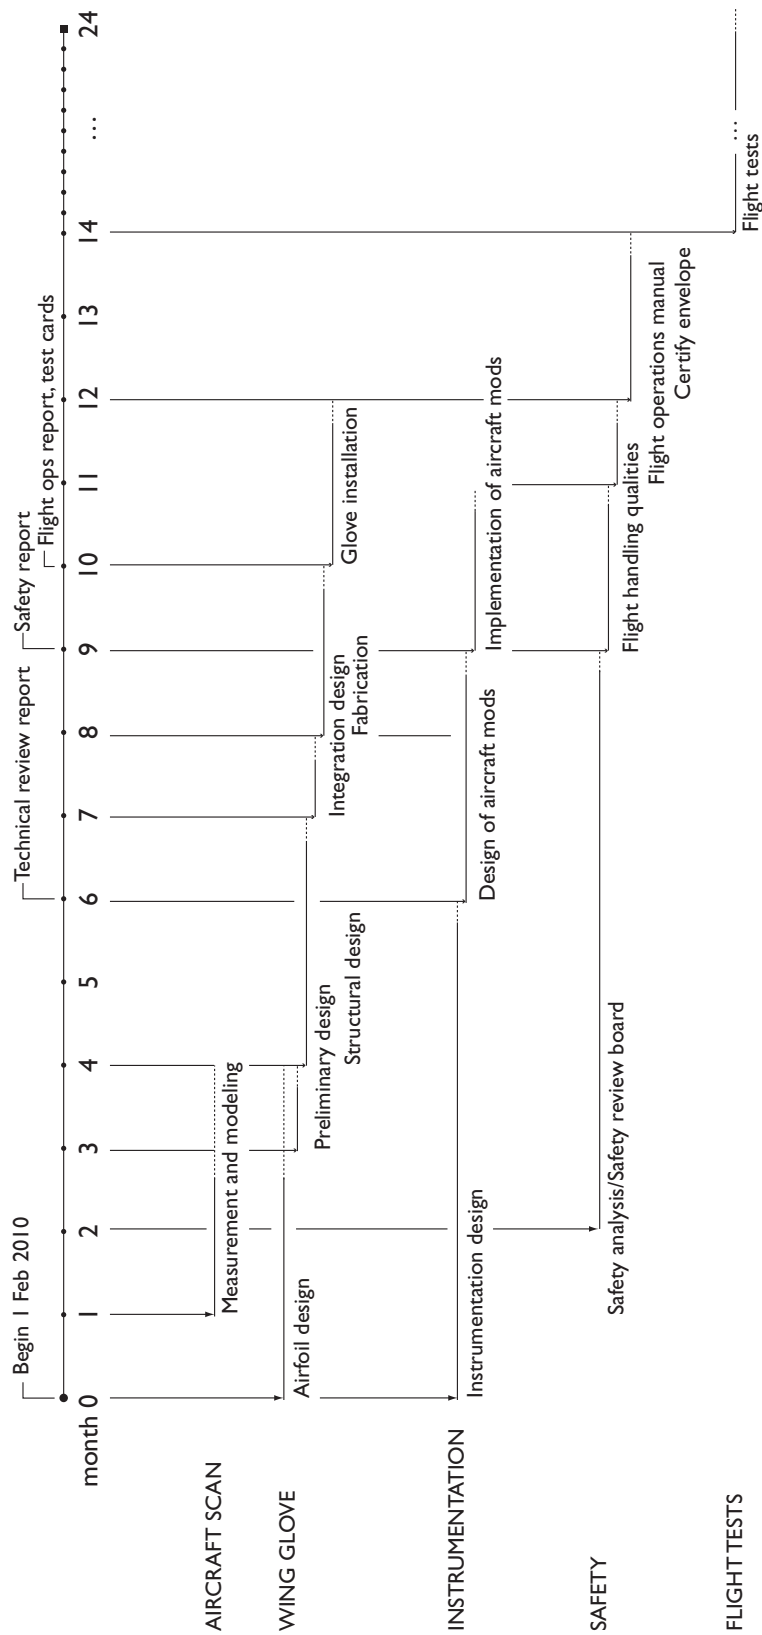 Begin 1 Feb 2010
Technical review report
Safety report
Flight ops report, test cards
month 0 1 2 3 4 5 6 7 8 9 10 11 12 13 14 ... 24
AIRCRAFT SCAN
Measurement and modeling
WING GLOVE
Airfoil design
Preliminary design
Structural design
Integration design
Fabrication
Glove installation
INSTRUMENTATION
Instrumentation design
Design of aircraft mods
Implementation of aircraft mods
SAFETY
Safety analysis/Safety review board
Flight handling qualities
Flight operations manual
Certify envelope
FLIGHT TESTS
Flight tests
...